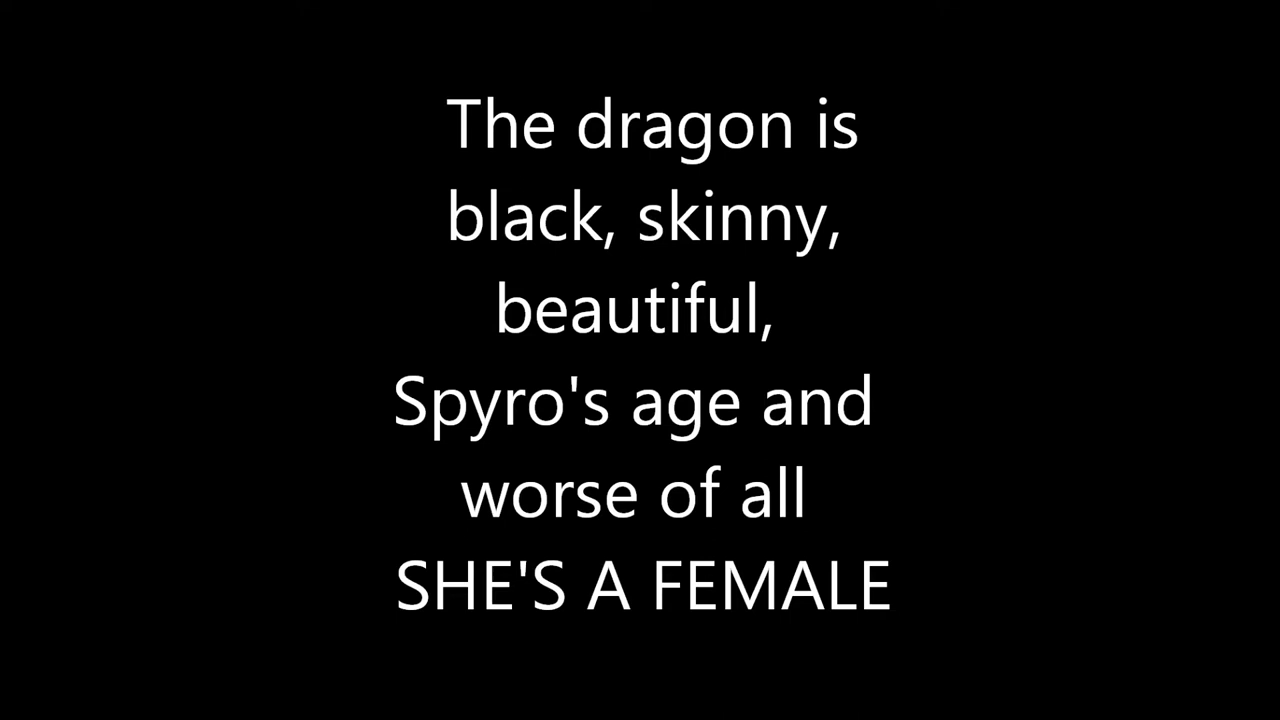 The dragon is
black, skinny,
beautiful,
Spyro's age and
worse of all
SHE'S A FEMALE